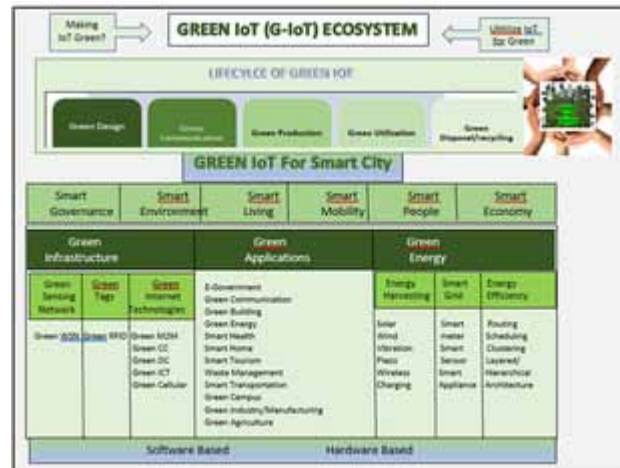 Making
IoT Green?
GREEN IoT (G-IoT) ECOSYSTEM
Utilize IoT
for Green
LIFECYLCE OF GREEN IOT
Green Design
Green
Communication
Green Production
Green Utilization
Green
Disposal/recycling
GREEN IoT For Smart City
Smart
Governance
Smart
Environment
Smart
Living
Smart
Mobility
Smart
People
Smart
Economy
Green
Infrastructure
Green
Applications
Green
Energy
Green
Sensing
Network
Green
Tags
Green
Internet
Technologies
Energy
Harvesting
Smart
Grid
Energy
Efficiency
Green WSN
Green RFID
Green M2M
Green CC
Green DC
Green ICT
Green Cellular
E-Government
Green Communication
Green Building
Green Energy
Smart Health
Smart Home
Smart Tourism
Waste Management
Smart Transportation
Green Campus
Green Industry/Manufacturing
Green Agriculture
Solar
Wind
Vibration
Piezo
Wireless
Charging
Smart
meter
Smart
Sensor
Smart
Appliance
Routing
Scheduling
Clustering
Layered/
Hierarchical
Architecture
Software Based
Hardware Based